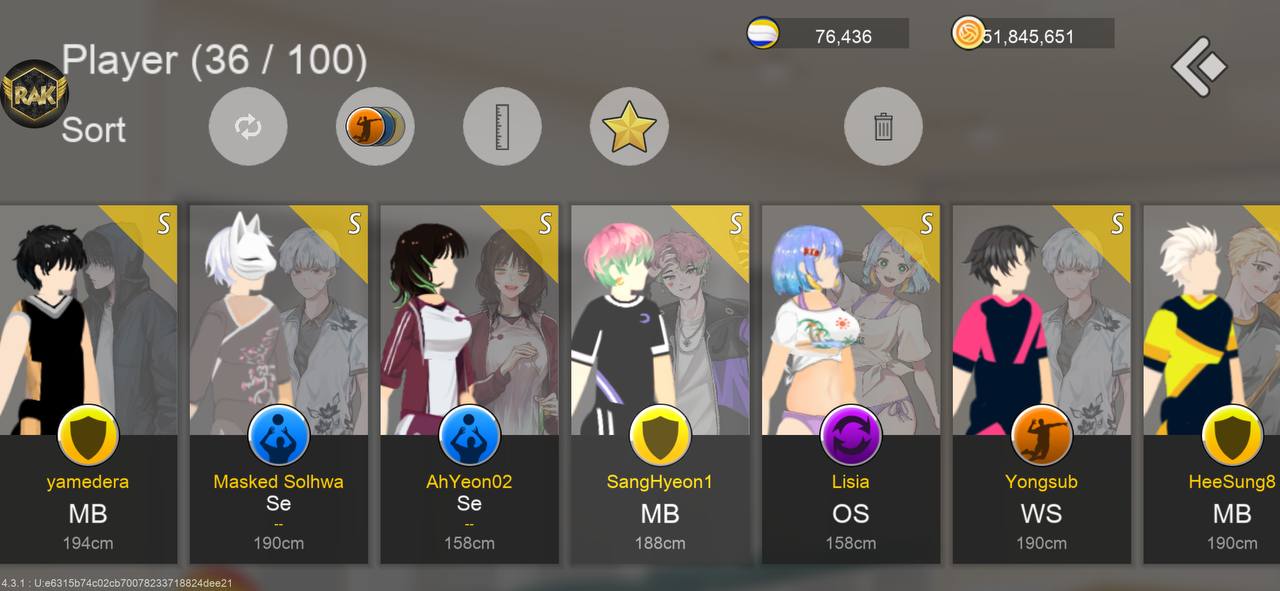 76,436
51,845,651
Player (36 / 100)
RAK
Sort
S
S
S
S
S
S
yamedera
MB
194cm
Masked Solhwa
Se
--
190cm
AhYeon02
Se
--
158cm
SangHyeon1
MB
188cm
Lisia
OS
158cm
Yongsub
WS
190cm
HeeSung8
MB
190cm
4.3.1 : U:e6315b74c02cb70078233718824dee21